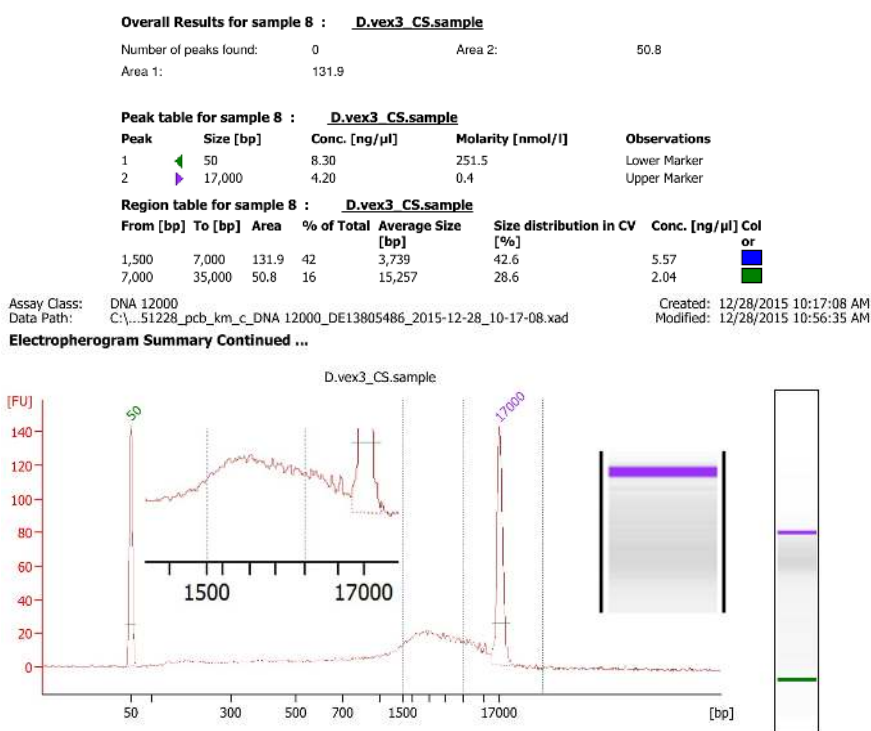 Overall Results for sample 8 : D.vex3_CS.sample
Number of peaks found: 0 Area 2: 50.8
Area 1: 131.9
Peak table for sample 8 : D.vex3_CS.sample
Peak Size [bp] Conc. [ng/µl] Molarity [nmol/l] Observations
1 50 8.30 251.5 Lower Marker
2 17,000 4.20 0.4 Upper Marker
Region table for sample 8 : D.vex3_CS.sample
From [bp] To [bp] Area % of Total Average Size Size distribution in CV Conc. [ng/µl] Col
[bp] [%] or
1,500 7,000 131.9 42 3,739 42.6 5.57
7,000 35,000 50.8 16 15,257 28.6 2.04
Assay Class: DNA 12000 Created: 12/28/2015 10:17:08 AM
Data Path: C:\...51228_pcb_km_c_DNA 12000_DE13805486_2015-12-28_10-17-08.xad Modified: 12/28/2015 10:56:35 AM
Electropherogram Summary Continued ...
D.vex3_CS.sample
[FU]
50
17000
140
120
100
80
60
40
20
0
1500 17000
50 300 500 700 1500 17000 [bp]